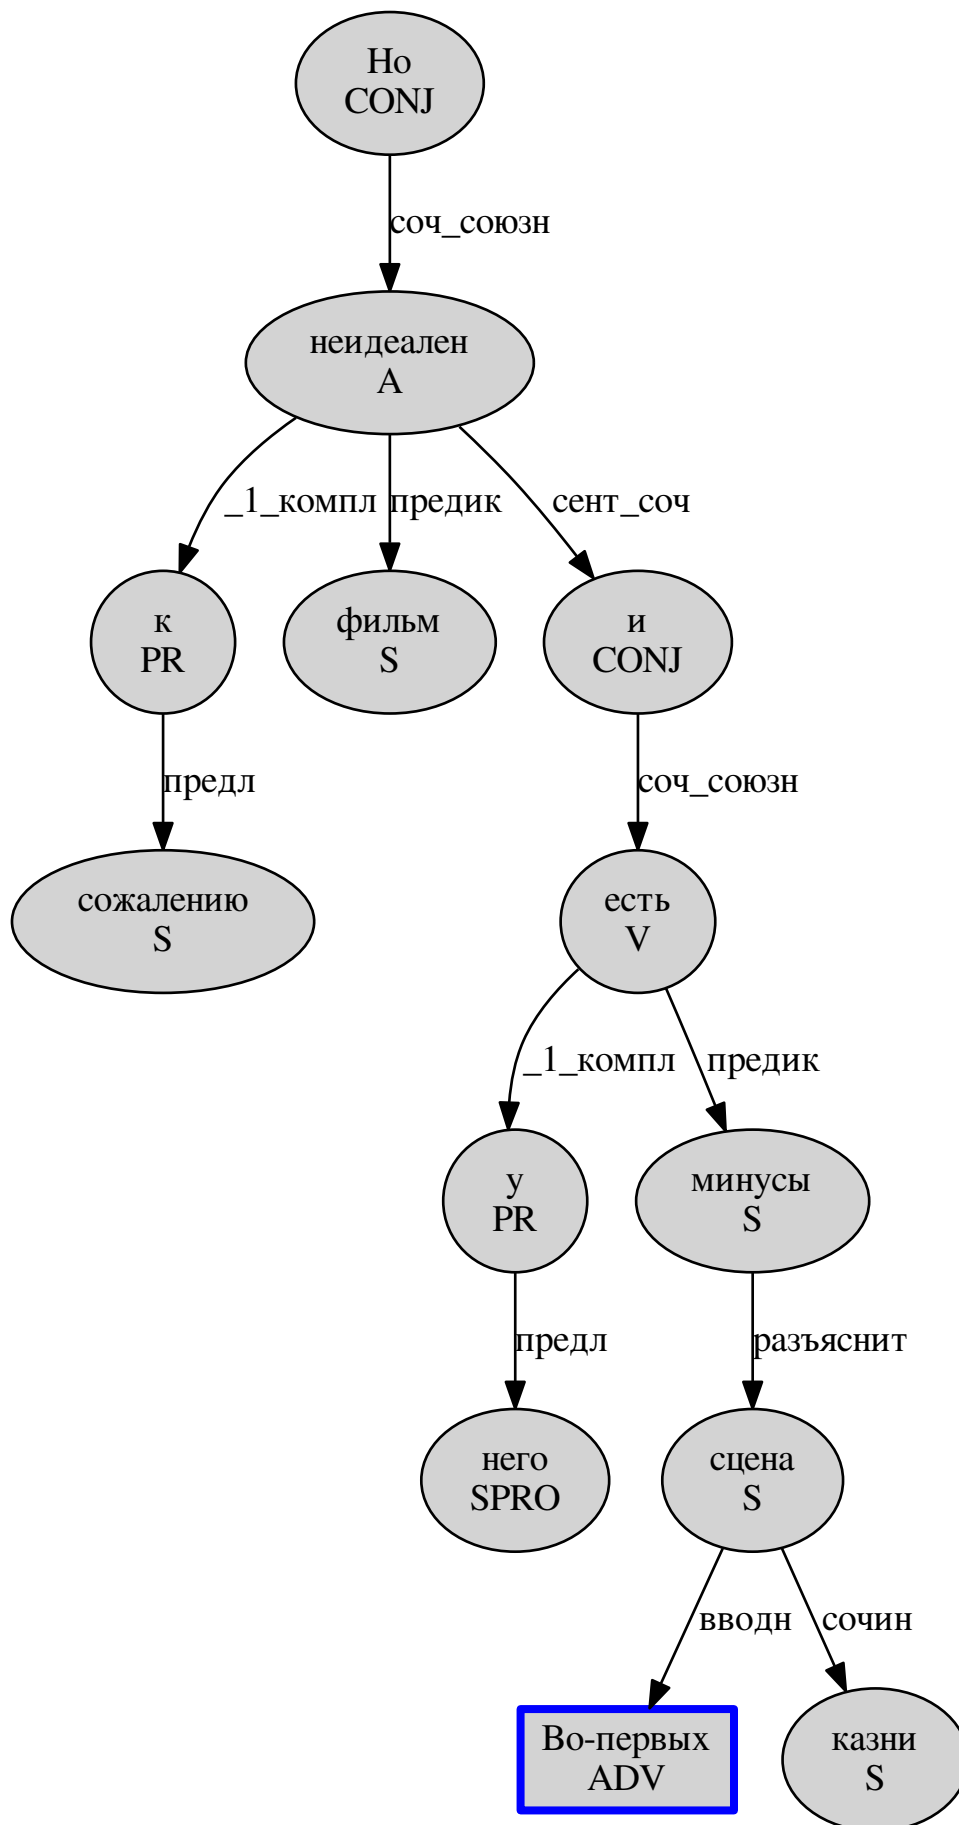 Но
CONJ
соч_союзн
неидеален
A
_1_компл
предик
сент_соч
к
PR
фильм
S
и
CONJ
предл
соч_союзн
сожалению
S
есть
V
_1_компл
предик
у
PR
минусы
S
предл
разъяснит
него
SPRO
сцена
S
вводн
сочин
Во-первых
ADV
казни
S